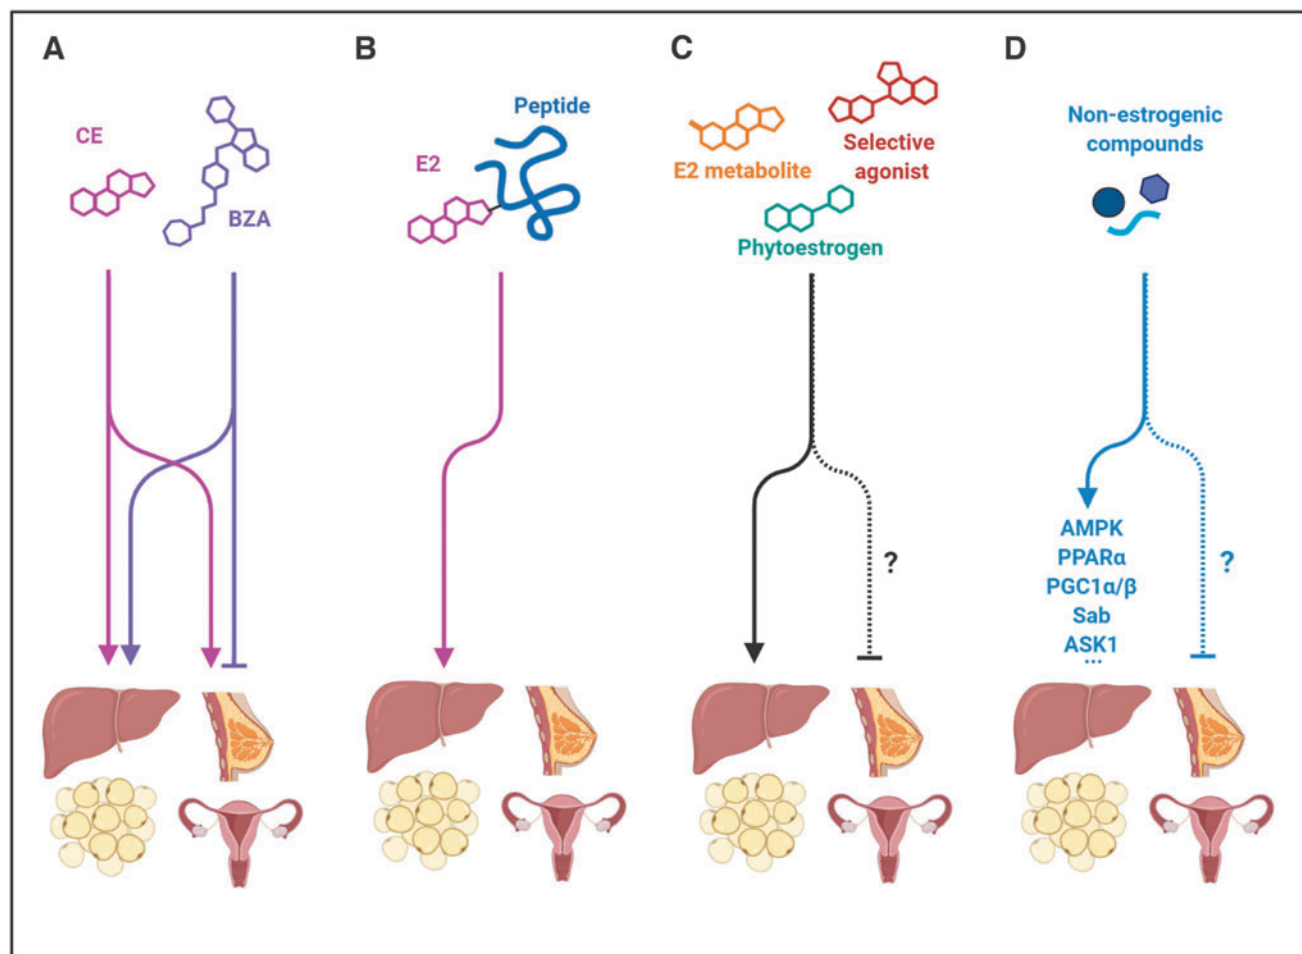 A
CE
BZA
B
Peptide
E2
C
E2 metabolite
Selective
agonist
Phytoestrogen
?
D
Non-estrogenic
compounds
AMPK
PPARα
PGC1α/β
Sab
ASK1
...
?